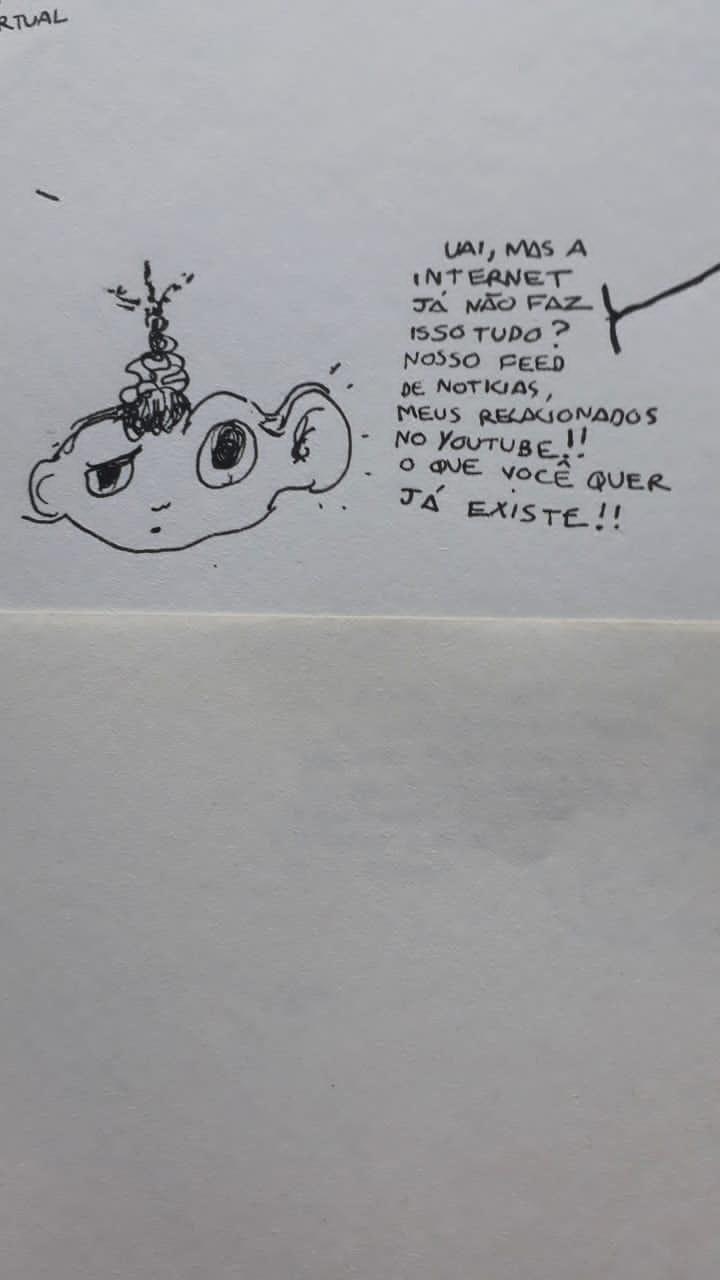 RTUAL
UAI, MAS A
INTERNET
JÁ NÃO FAZ
ISSO TUDO?
NOSSO FEED
DE NOTICIAS,
MEUS RELACIONADOS
NO YOUTUBE!!
O QUE VOCÊ QUER
JÁ EXISTE!!